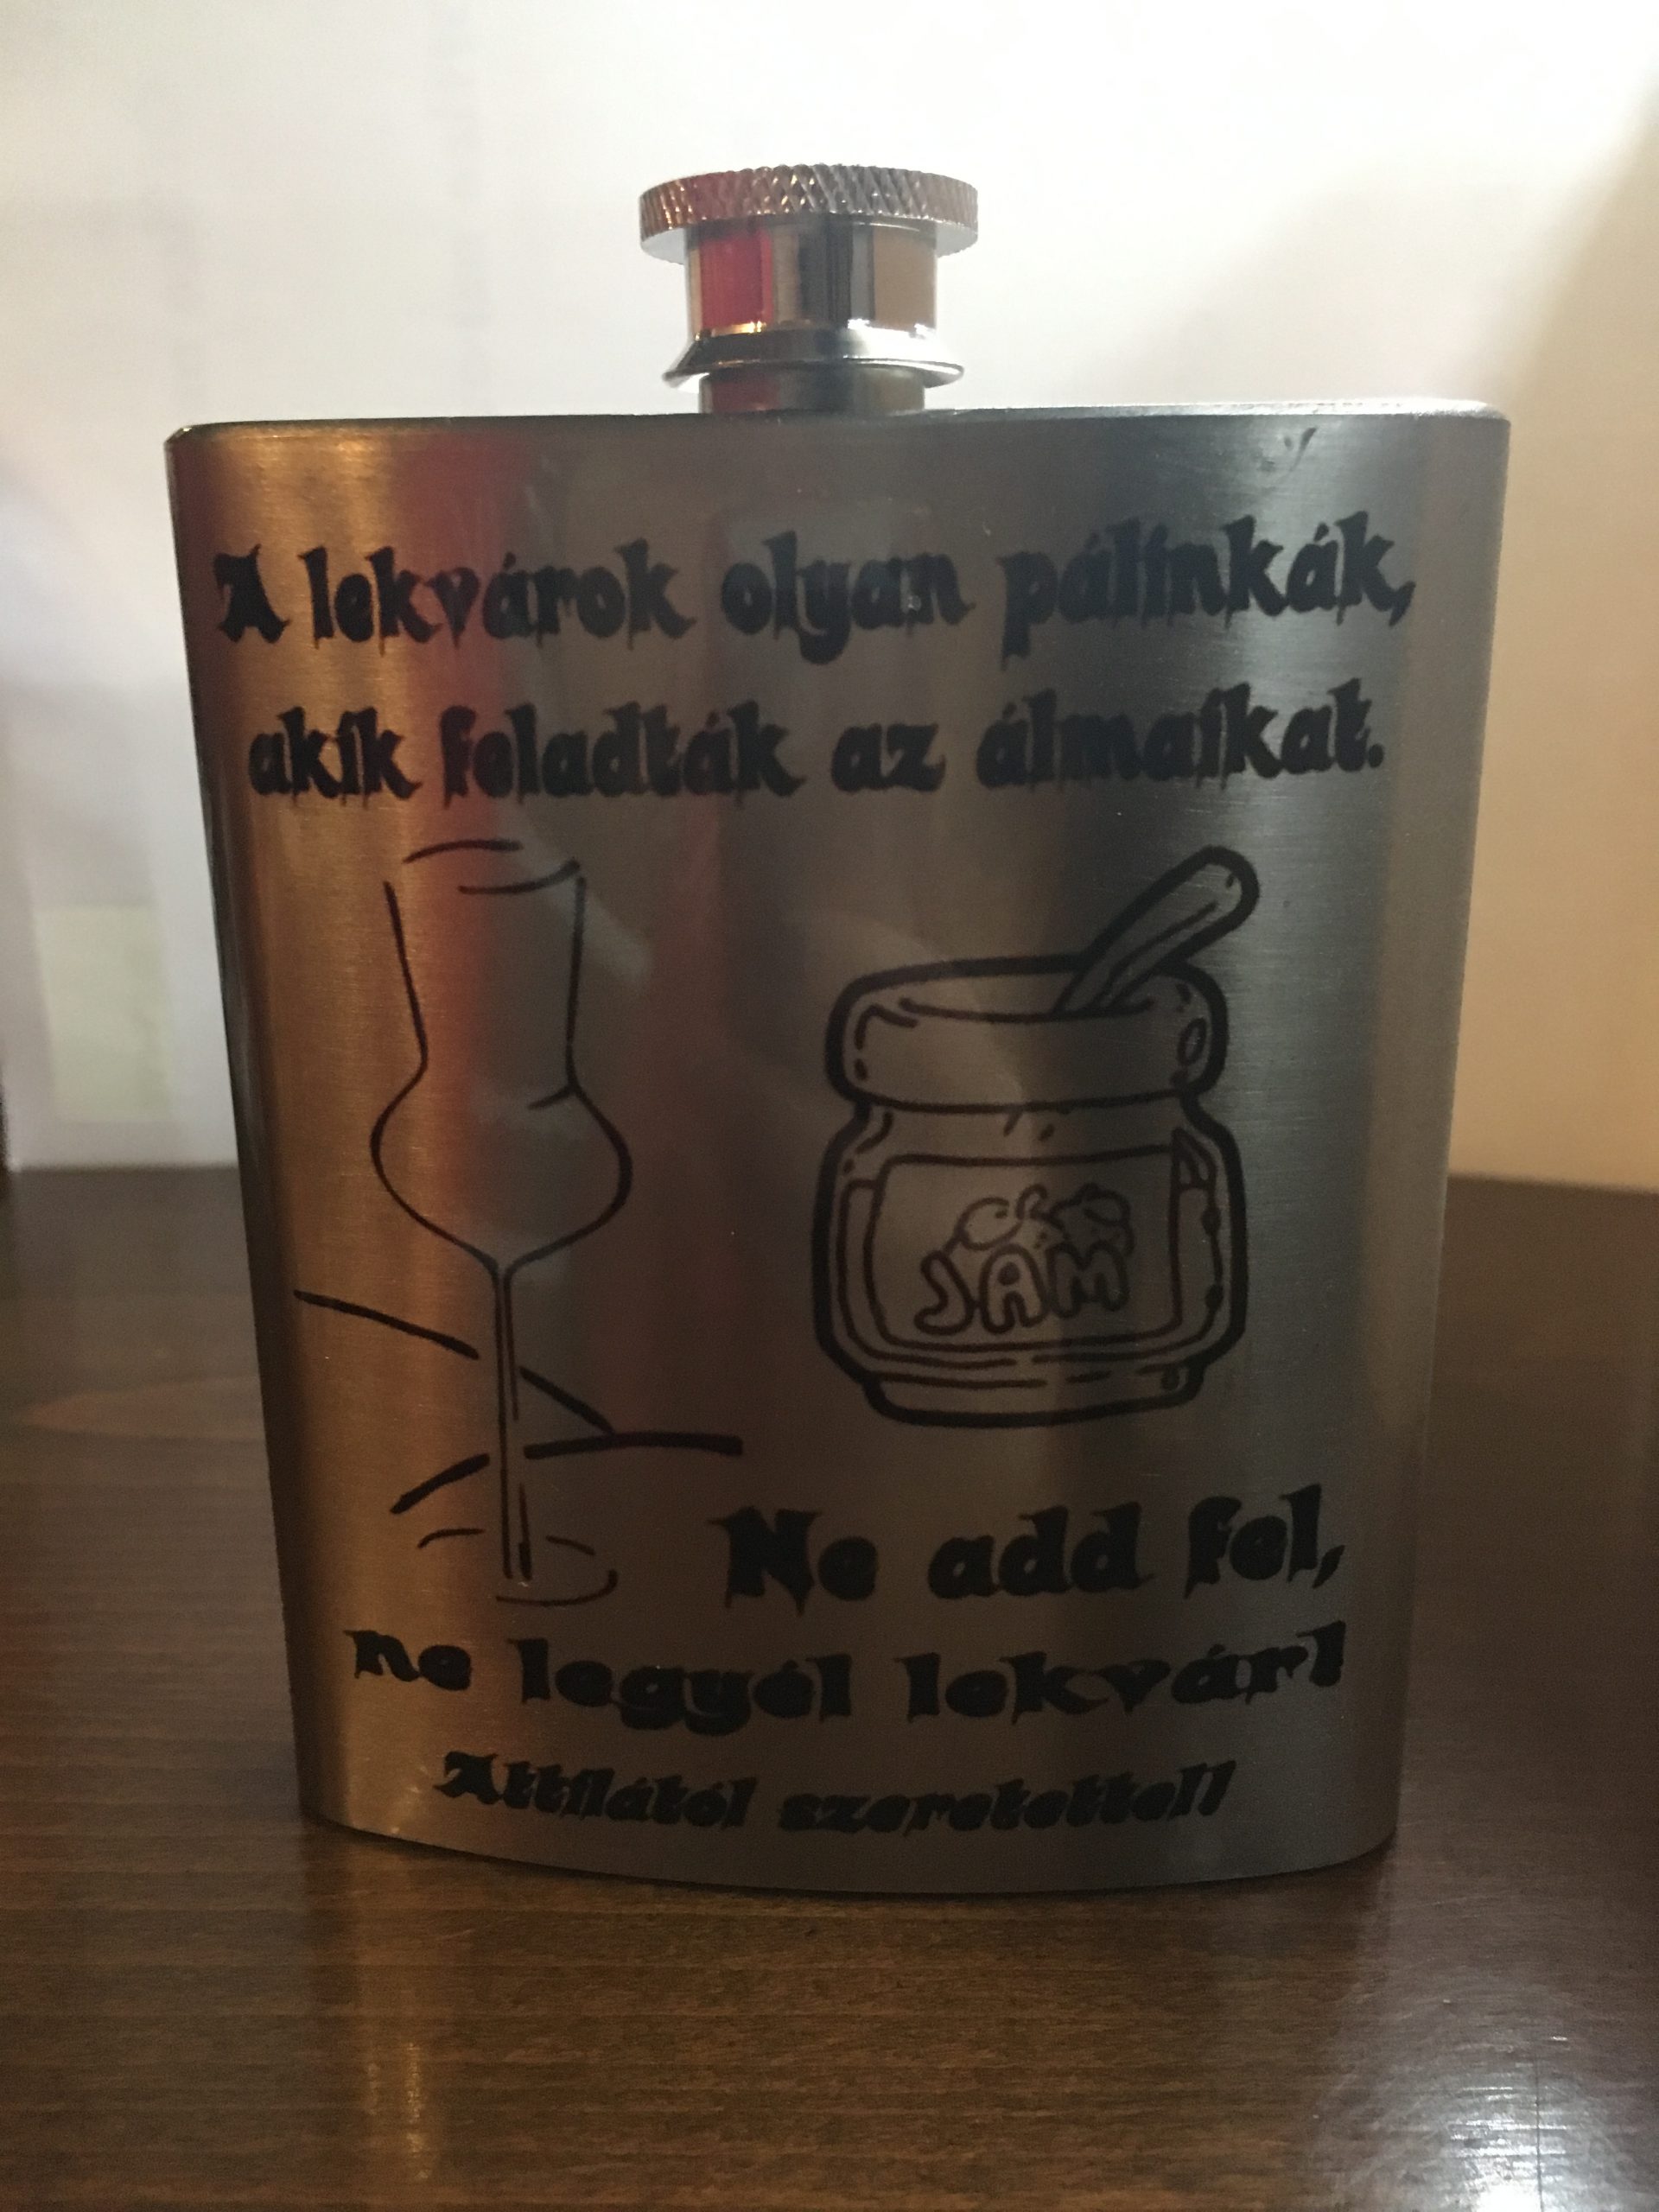 A lekvárok olyan pálinkák,
akik feladták az álmaikat.
JAM
Ne add fel,
ne legyél lekvár!
Attilától szeretettel!